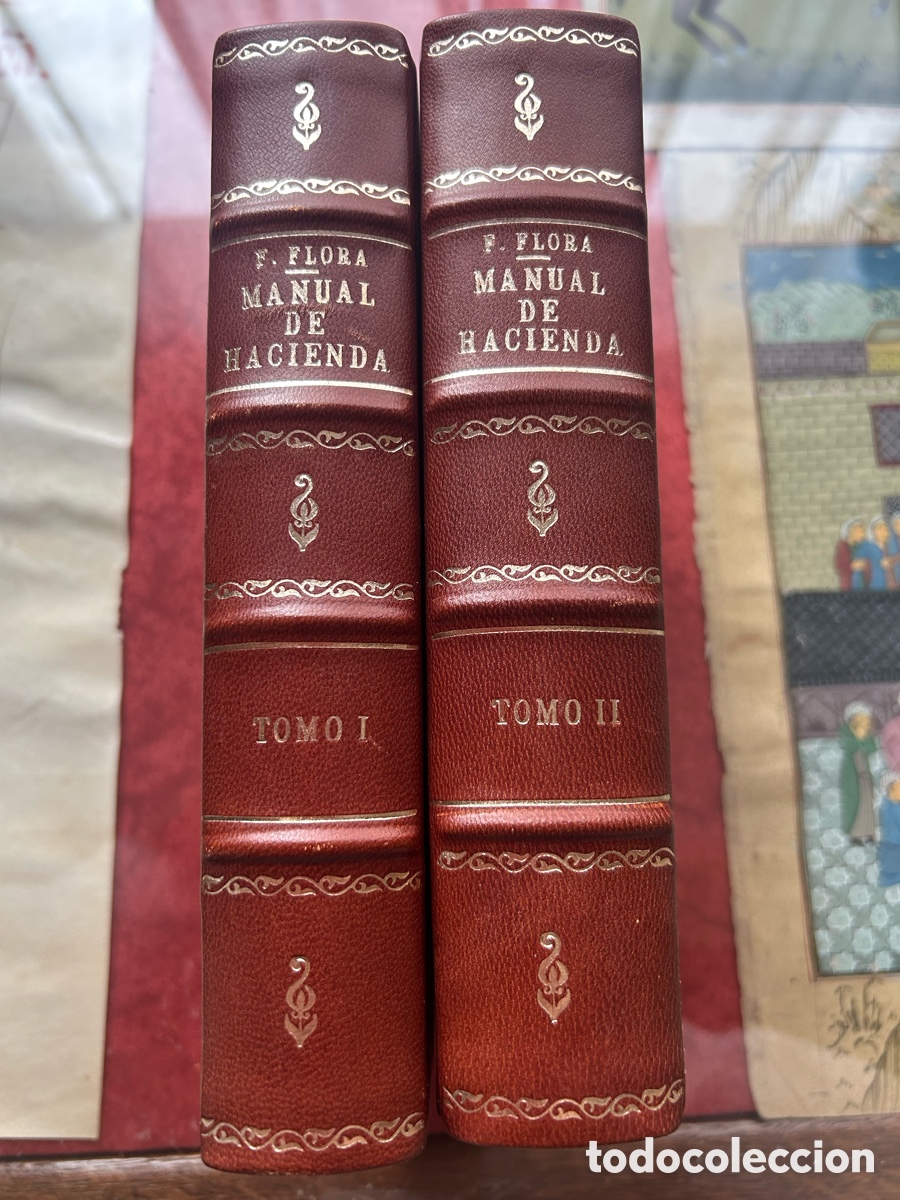 F. FLORA
MANUAL
DE
HACIENDA
TOMO I
F. FLORA
MANUAL
DE
HACIENDA
TOMO II
todocoleccion